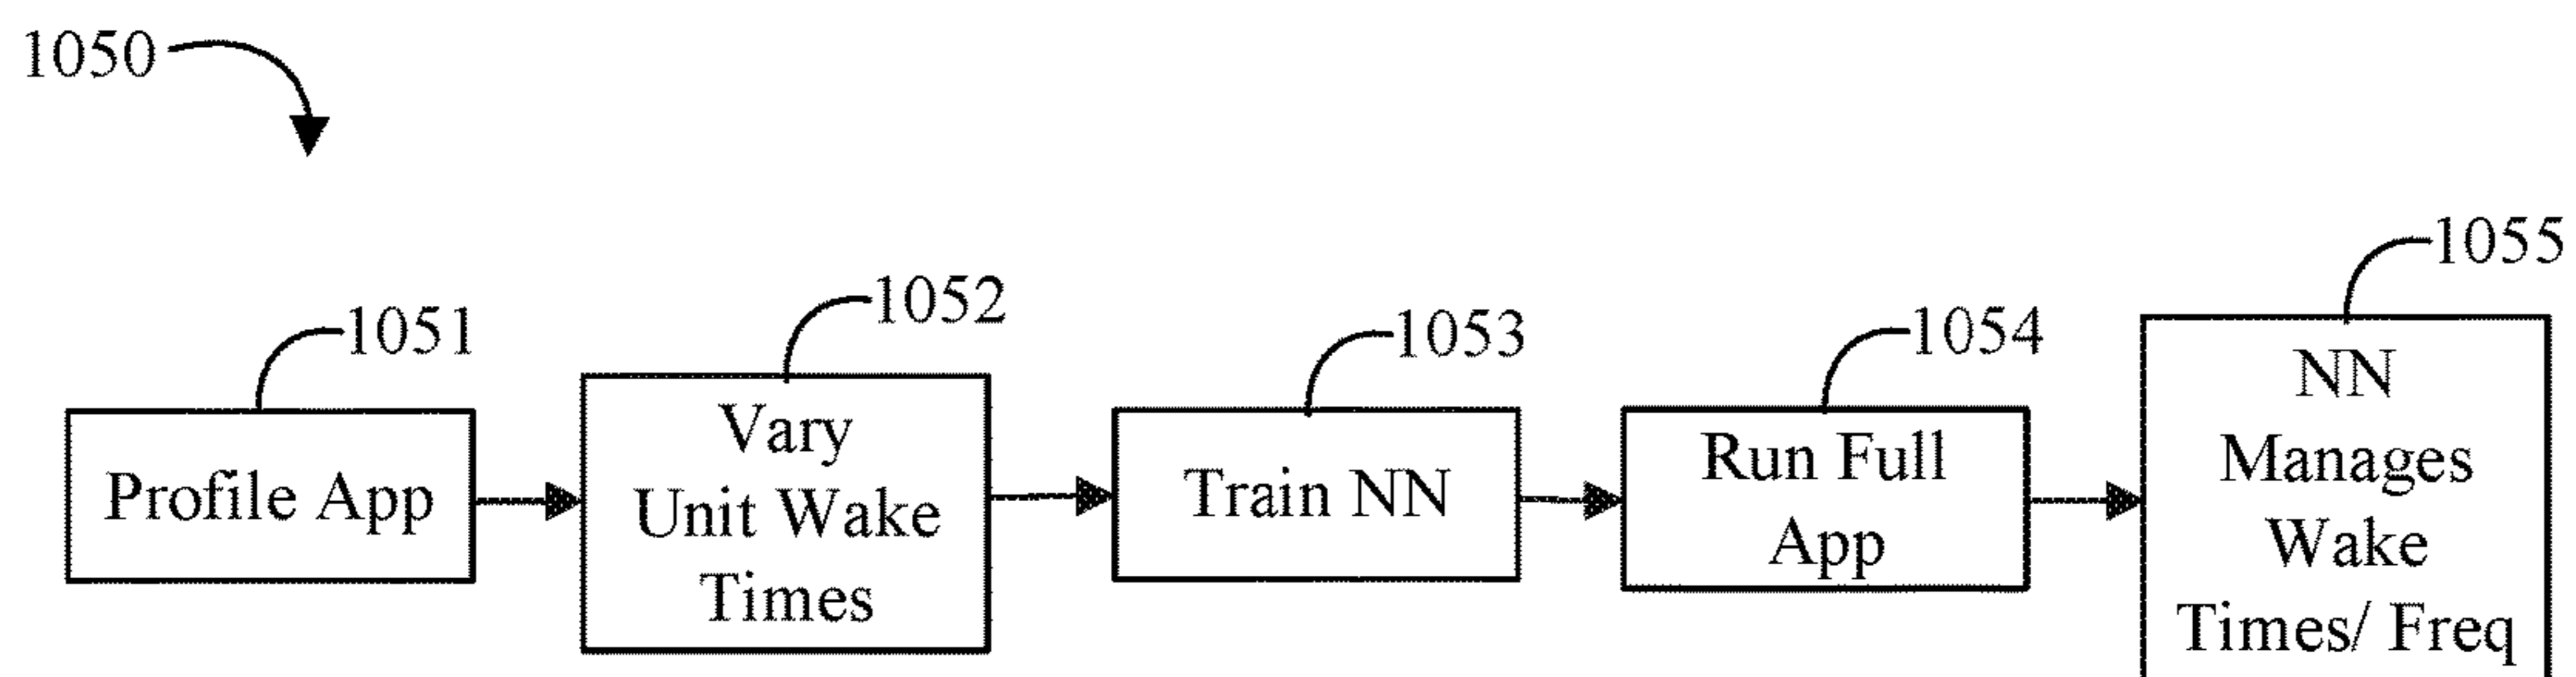 1050
1051
Profile App
1052
Vary
Unit Wake
Times
1053
Train NN
1054
Run Full
App
1055
NN
Manages
Wake
Times/ Freq